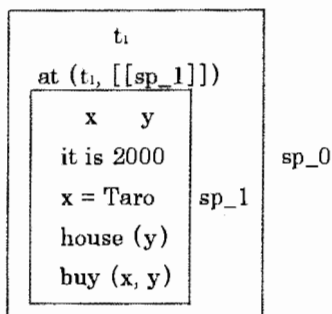 t₁
at (t₁, [[sp_1]])
x y
it is 2000
x = Taro
house (y)
buy (x, y)
sp_1
sp_0